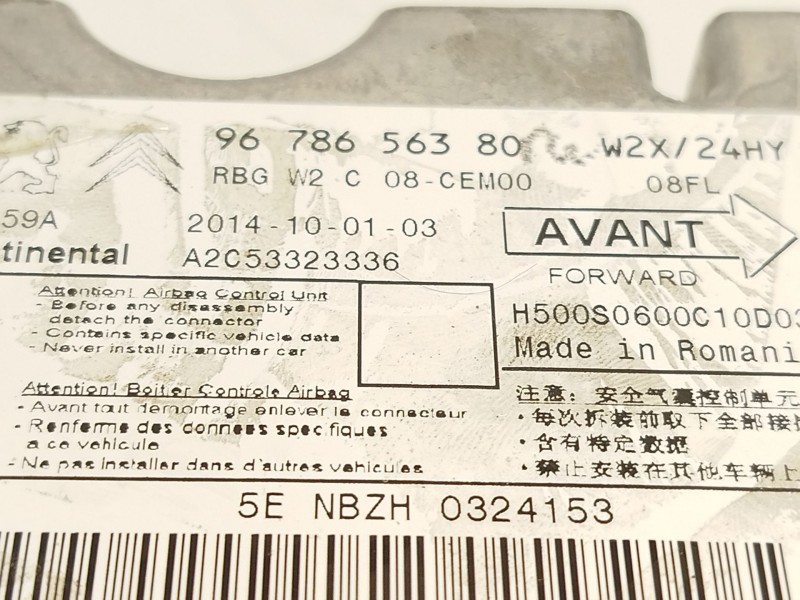 96 786 563 80 W2X/24HY
RBG W2 C 08-CEM00 08FL
59A 2014-10-01-03 AVANT
tinental A2C53323336
FORWARD
Attention! Airbag Control Unit
- Before any disassembly
detach the connector
- Contains specific vehicle data
- Never install in another car
H500S0600C10D03
Made in Romani
Attention! Boitier Controle Airbag
- Avant tout demontage enlever le connecteur
- Renferme des donnees specifiques
a ce vehicule
- Ne pas installer dans d'autres vehicules
注意: 安全气囊控制单元
·每次拆装前取下全部接
·含有特定数据
·禁止安装在其他车辆上
5E NBZH 0324153